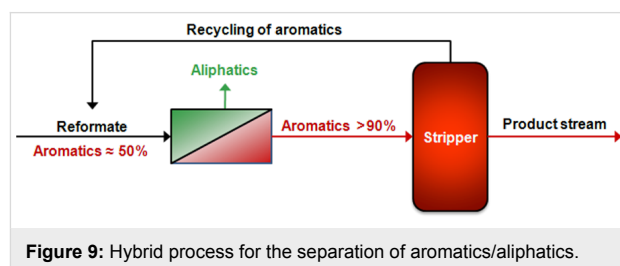 Recycling of aromatics
Aliphatics
Reformate
Aromatics ≈ 50%
Aromatics >90%
Stripper
Product stream
Figure 9: Hybrid process for the separation of aromatics/aliphatics.